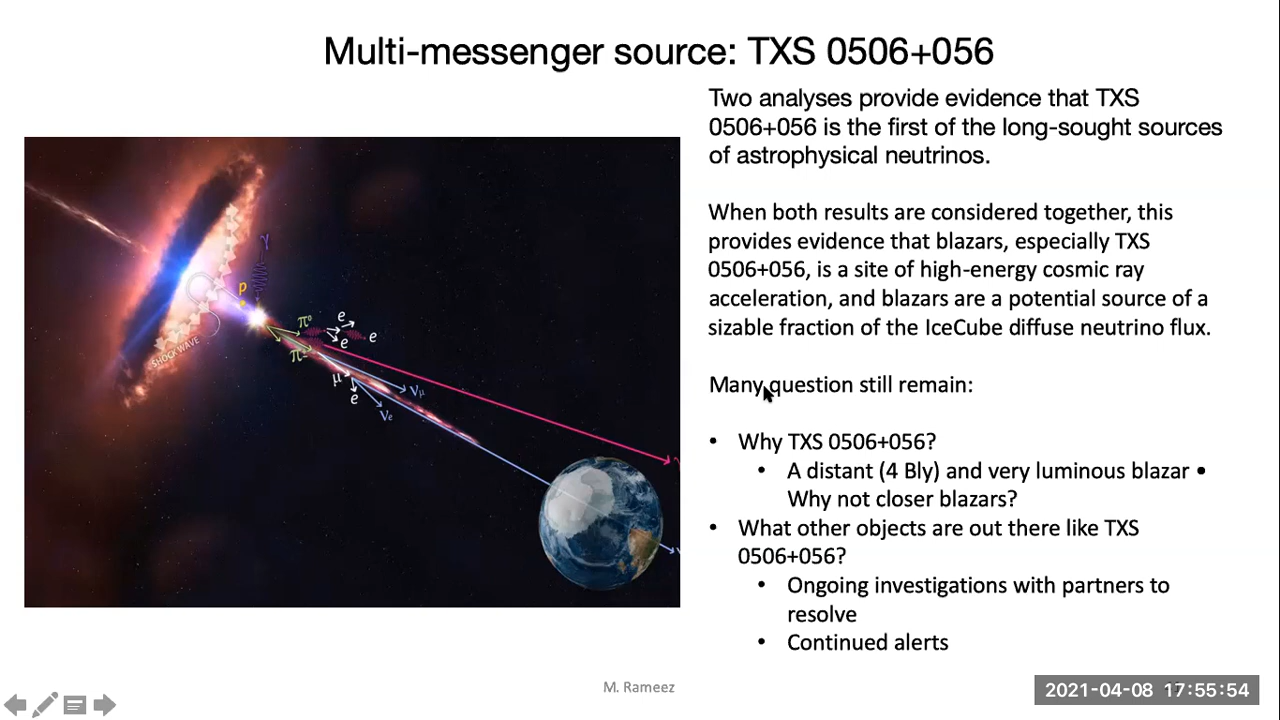 Multi-messenger source: TXS 0506+056
Two analyses provide evidence that TXS
0506+056 is the first of the long-sought sources
of astrophysical neutrinos.
When both results are considered together, this
provides evidence that blazars, especially TXS
0506+056, is a site of high-energy cosmic ray
acceleration, and blazars are a potential source of a
sizable fraction of the IceCube diffuse neutrino flux.
Many question still remain:
• Why TXS 0506+056?
• A distant (4 Bly) and very luminous blazar •
Why not closer blazars?
• What other objects are out there like TXS
0506+056?
• Ongoing investigations with partners to
resolve
• Continued alerts
γ
p
π⁰
e
e
e
π±
μ
e
νμ
νe
SHOCK WAVE
γ
ν
M. Rameez
2021-04-08 17:55:54